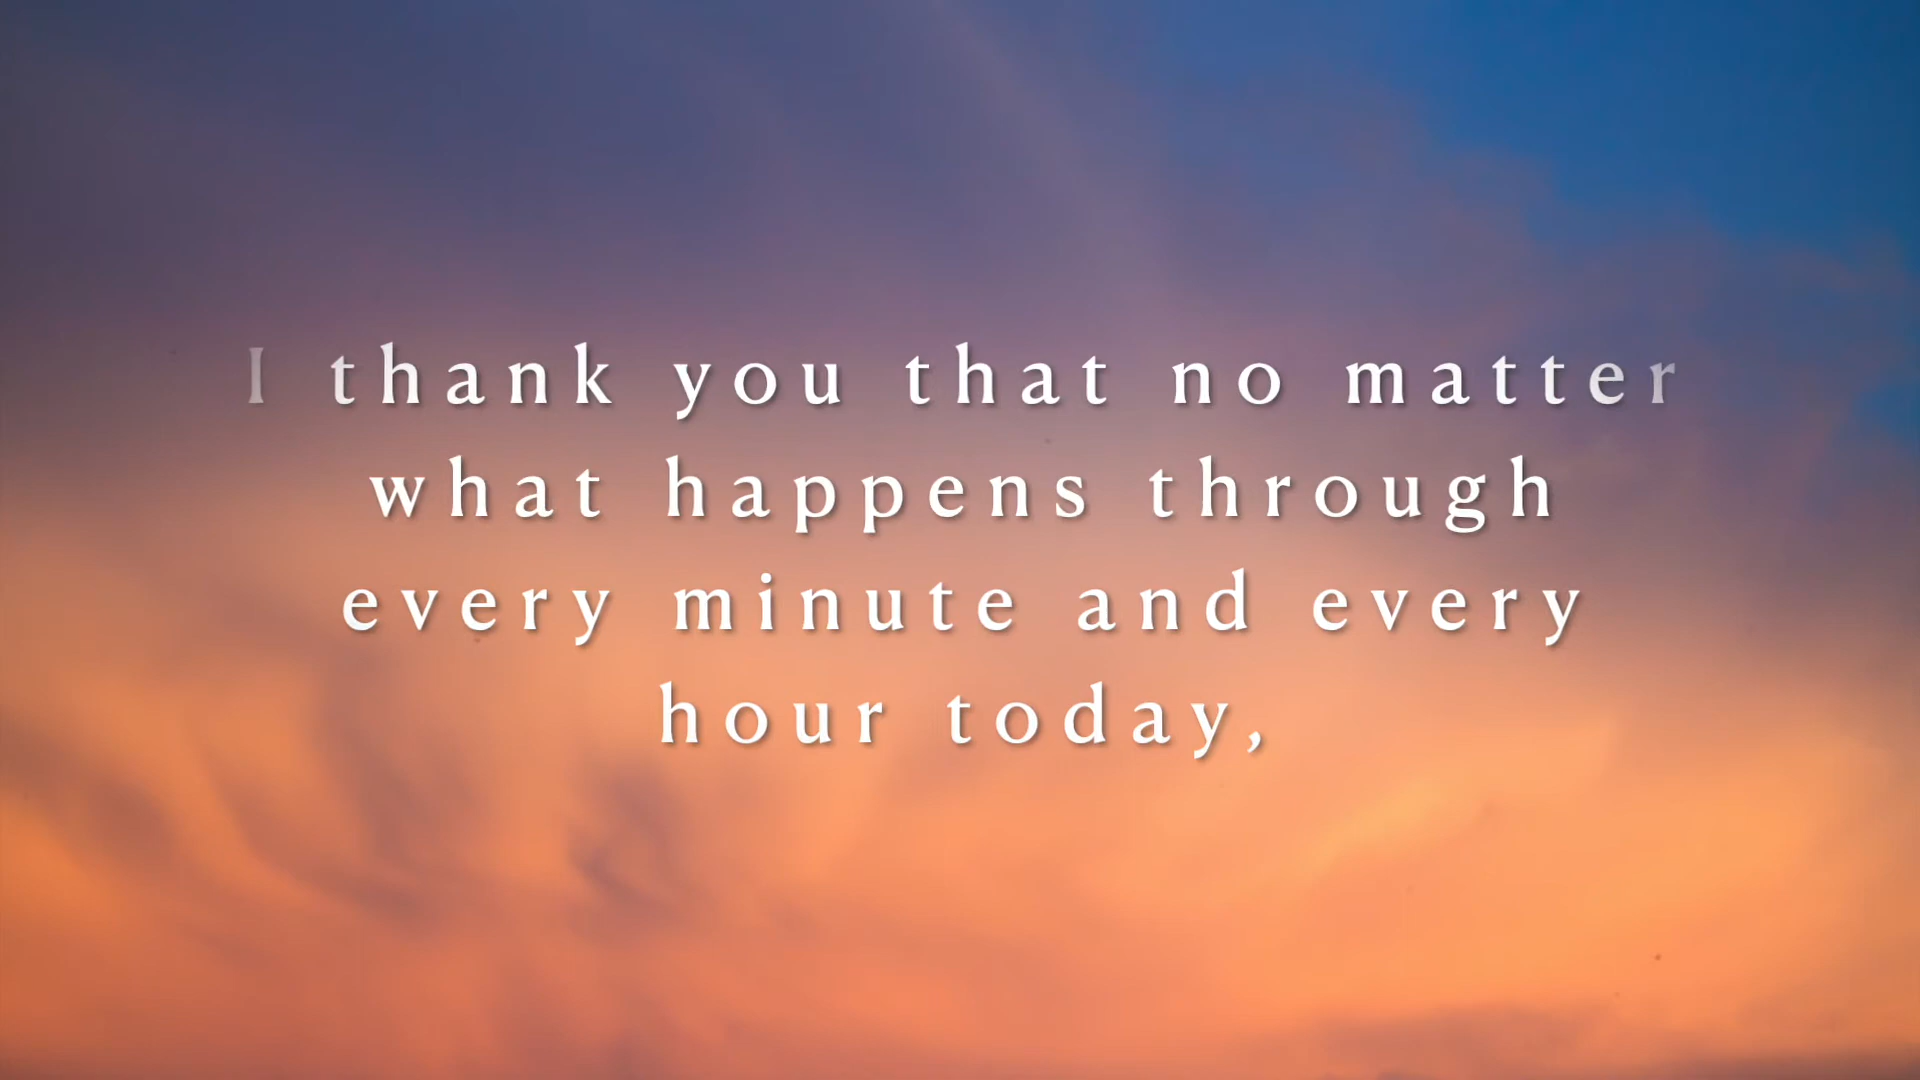 I thank you that no matter
what happens through
every minute and every
hour today,